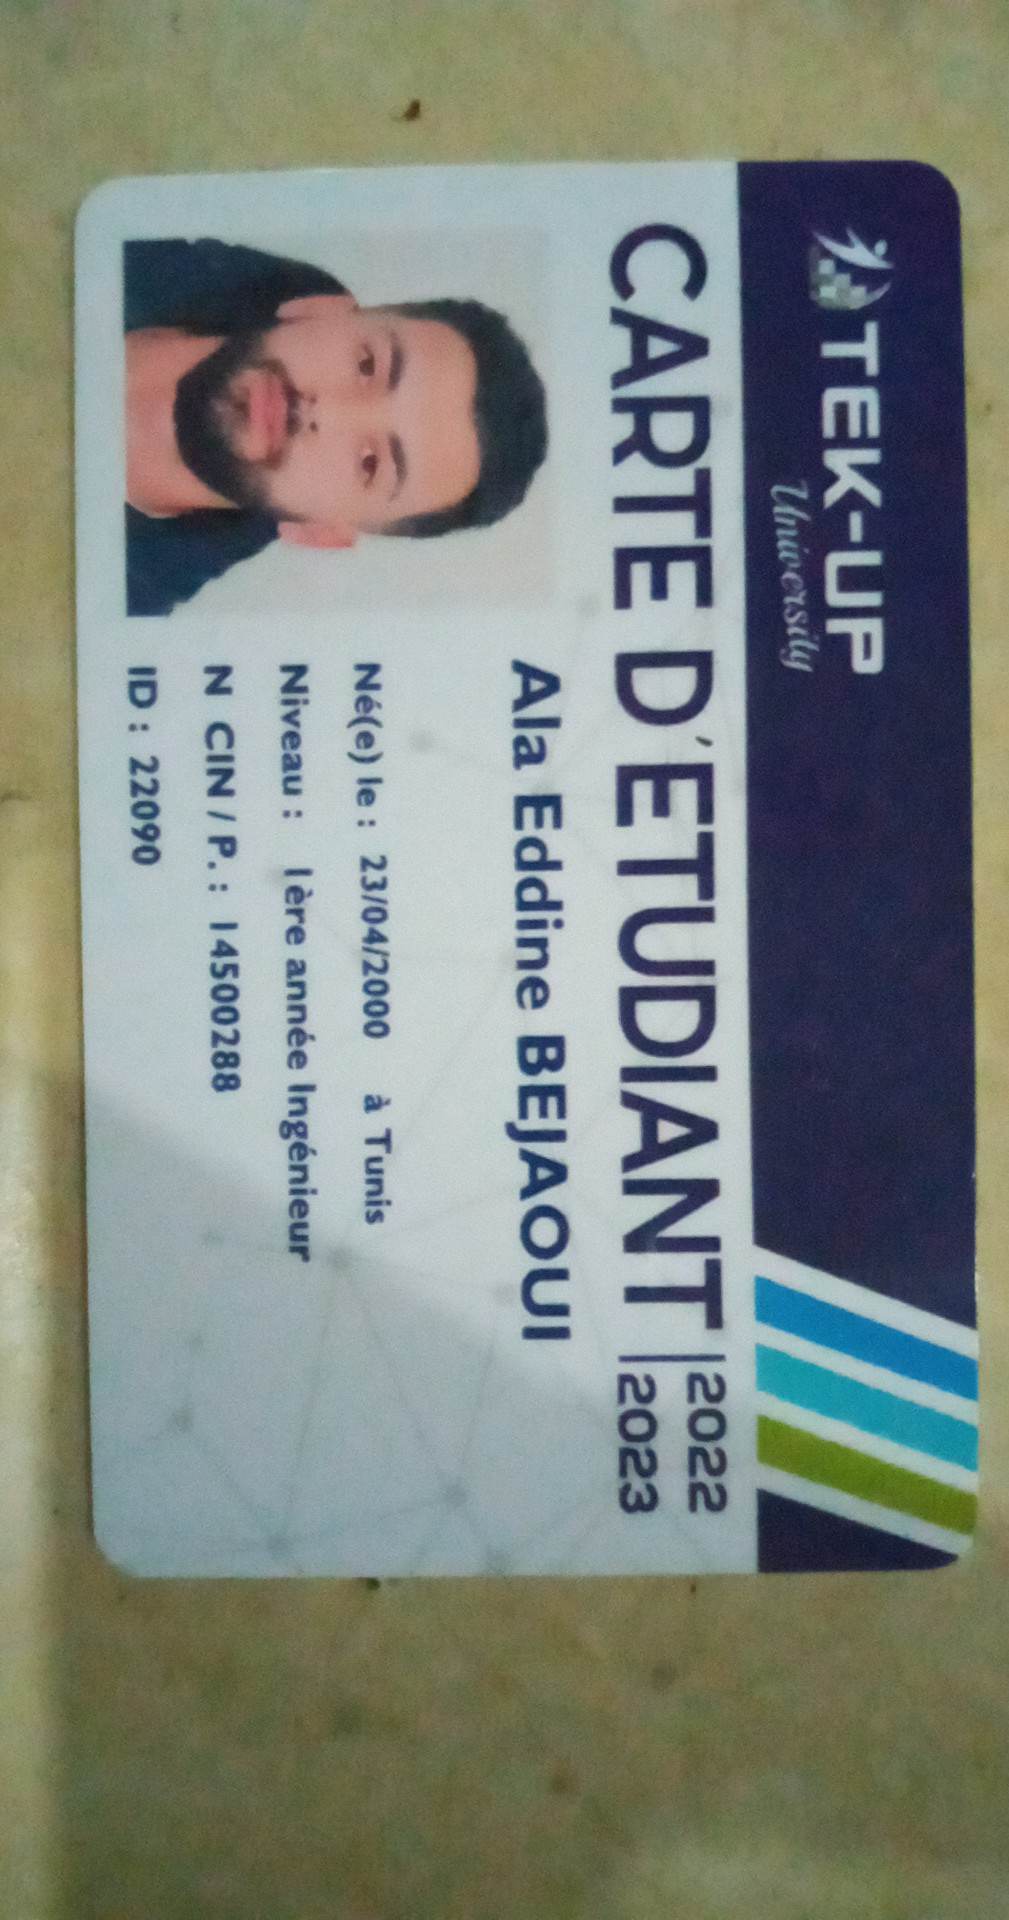 TEK-UP
University
CARTE D'ETUDIANT
2022
2023
Ala Eddine BEJAOUI
Né(e) le : 23/04/2000 à Tunis
Niveau : 1ère année Ingénieur
N CIN / P. : 14500288
ID : 22090